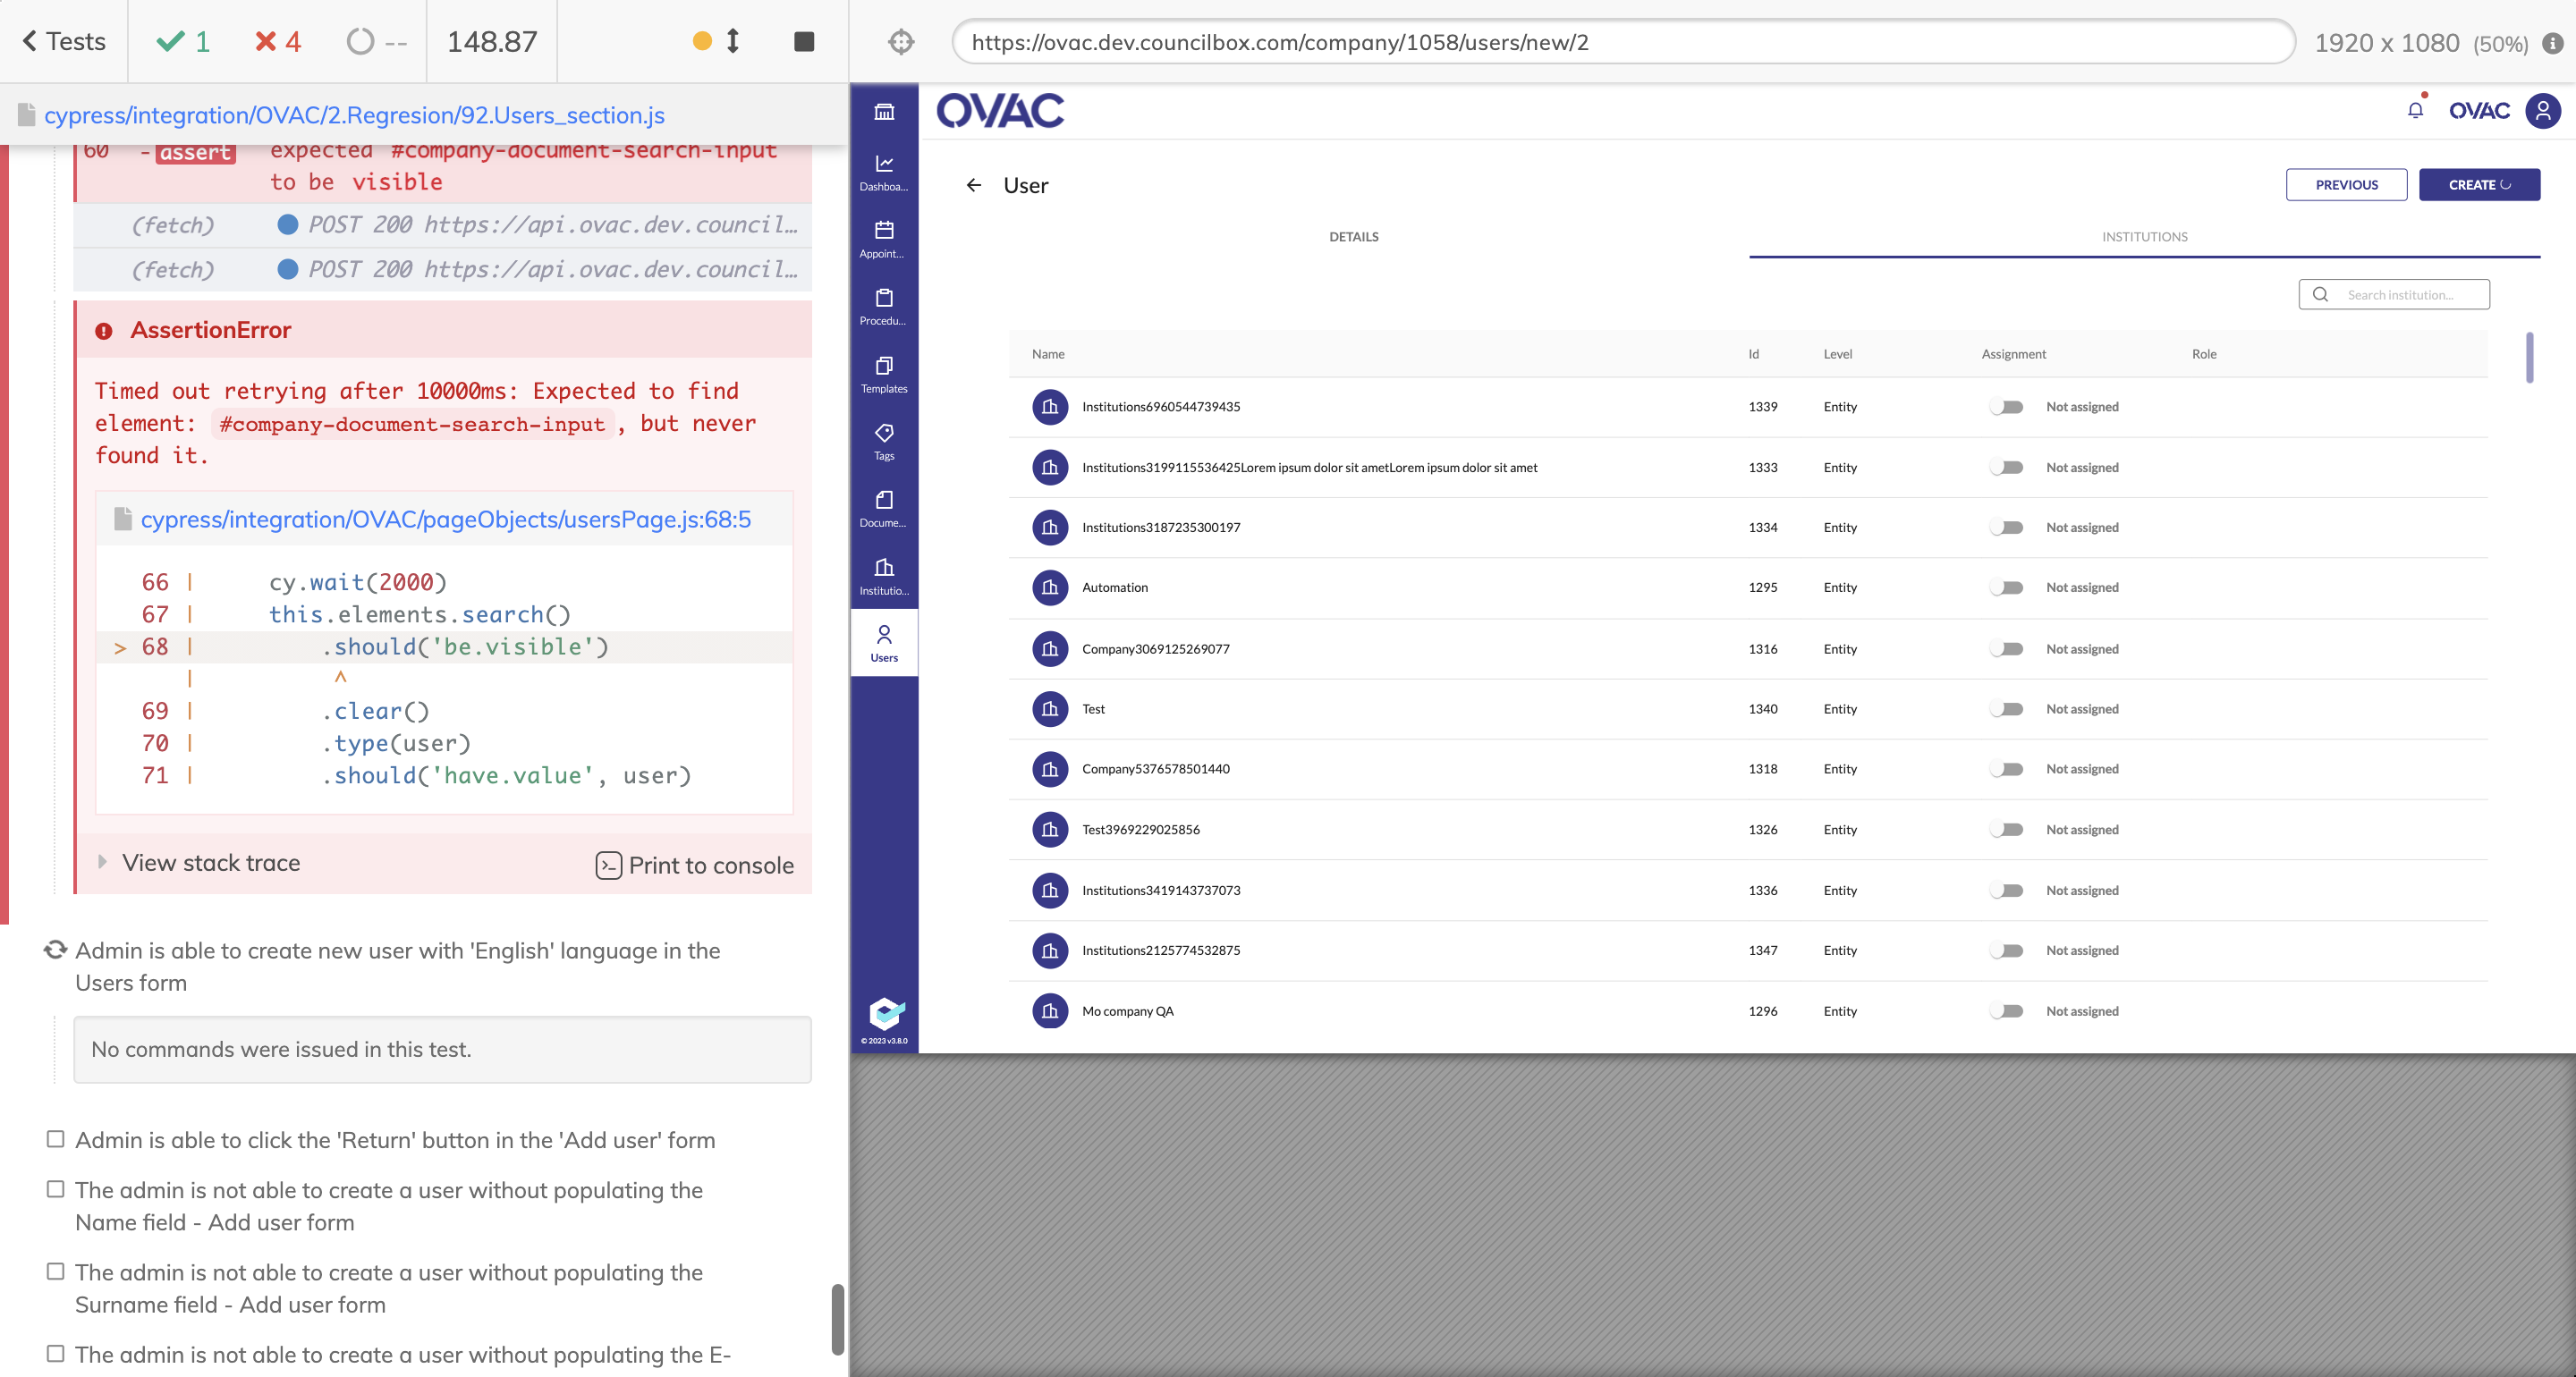 Tests
1
4
--
148.87
https://ovac.dev.councilbox.com/company/1058/users/new/2
1920 x 1080 (50%)
cypress/integration/OVAC/2.Regresion/92.Users_section.js
60 - assert expected #company-document-search-input
to be visible
(fetch) POST 200 https://api.ovac.dev.council…
(fetch) POST 200 https://api.ovac.dev.council…
AssertionError
Timed out retrying after 10000ms: Expected to find
element: #company-document-search-input, but never
found it.
cypress/integration/OVAC/pageObjects/usersPage.js:68:5
66 | cy.wait(2000)
67 | this.elements.search()
> 68 | .should('be.visible')
| ^
69 | .clear()
70 | .type(user)
71 | .should('have.value', user)
View stack trace
Print to console
Admin is able to create new user with 'English' language in the
Users form
No commands were issued in this test.
Admin is able to click the 'Return' button in the 'Add user' form
The admin is not able to create a user without populating the
Name field - Add user form
The admin is not able to create a user without populating the
Surname field - Add user form
The admin is not able to create a user without populating the E-
Dashboa...
Appoint...
Procedu...
Templates
Tags
Docume...
Institutio...
Users
© 2023 v3.8.0
OVAC
OVAC
User
PREVIOUS
CREATE
DETAILS
INSTITUTIONS
Search institution...
Name Id Level Assignment Role
Institutions6960544739435 1339 Entity Not assigned
Institutions3199115536425Lorem ipsum dolor sit ametLorem ipsum dolor sit amet 1333 Entity Not assigned
Institutions3187235300197 1334 Entity Not assigned
Automation 1295 Entity Not assigned
Company3069125269077 1316 Entity Not assigned
Test 1340 Entity Not assigned
Company5376578501440 1318 Entity Not assigned
Test3969229025856 1326 Entity Not assigned
Institutions3419143737073 1336 Entity Not assigned
Institutions2125774532875 1347 Entity Not assigned
Mo company QA 1296 Entity Not assigned